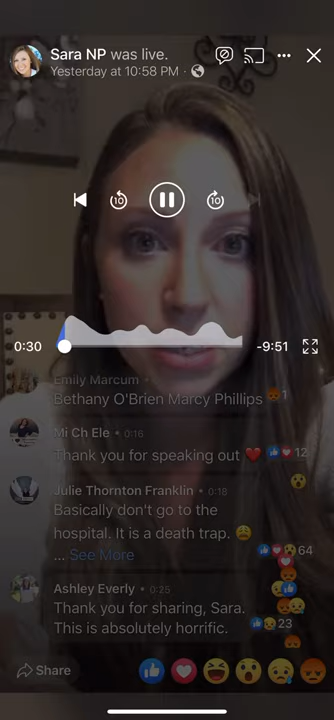 Sara NP was live.
Yesterday at 10:58 PM ·
10
10
0:30
-9:51
Emily Marcum ·
Bethany O'Brien Marcy Phillips
1
Mi Ch Ele · 0:16
Thank you for speaking out ❤️
12
Julie Thornton Franklin · 0:18
Basically don't go to the
hospital. It is a death trap. 😩
... See More
64
Ashley Everly · 0:25
Thank you for sharing, Sara.
This is absolutely horrific.
23
Share